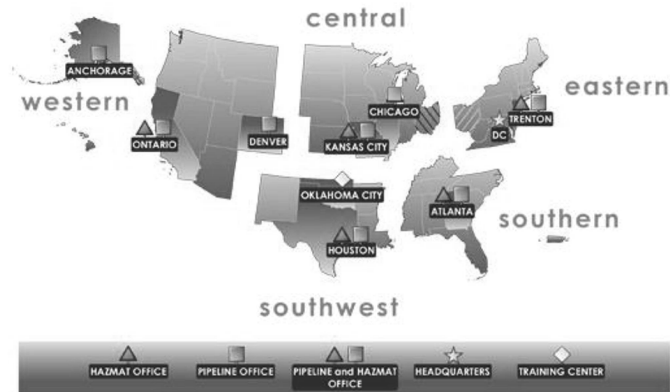 central
ANCHORAGE
western
eastern
CHICAGO
TRENTON
ONTARIO
DENVER
KANSAS CITY
DC
OKLAHOMA CITY
ATLANTA
southern
HOUSTON
southwest
HAZMAT OFFICE
PIPELINE OFFICE
PIPELINE and HAZMAT
OFFICE
HEADQUARTERS
TRAINING CENTER